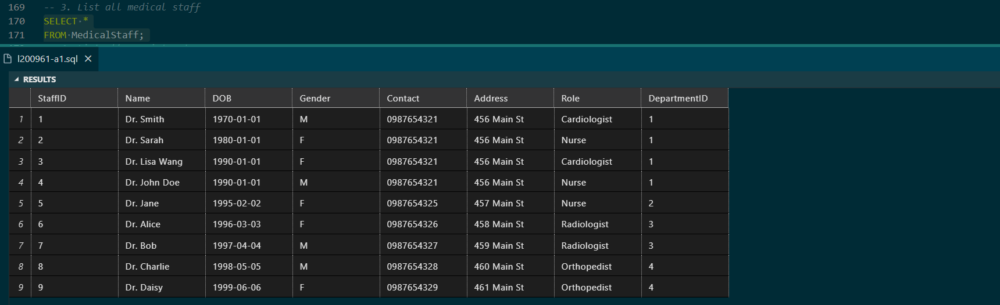 169 -- 3. List all medical staff
170 SELECT *
171 FROM MedicalStaff;
l200961-a1.sql
RESULTS
StaffID Name DOB Gender Contact Address Role DepartmentID
1 1 Dr. Smith 1970-01-01 M 0987654321 456 Main St Cardiologist 1
2 2 Dr. Sarah 1980-01-01 F 0987654321 456 Main St Nurse 1
3 3 Dr. Lisa Wang 1990-01-01 F 0987654321 456 Main St Cardiologist 1
4 4 Dr. John Doe 1990-01-01 M 0987654321 456 Main St Nurse 1
5 5 Dr. Jane 1995-02-02 F 0987654325 457 Main St Nurse 2
6 6 Dr. Alice 1996-03-03 F 0987654326 458 Main St Radiologist 3
7 7 Dr. Bob 1997-04-04 M 0987654327 459 Main St Radiologist 3
8 8 Dr. Charlie 1998-05-05 M 0987654328 460 Main St Orthopedist 4
9 9 Dr. Daisy 1999-06-06 F 0987654329 461 Main St Orthopedist 4